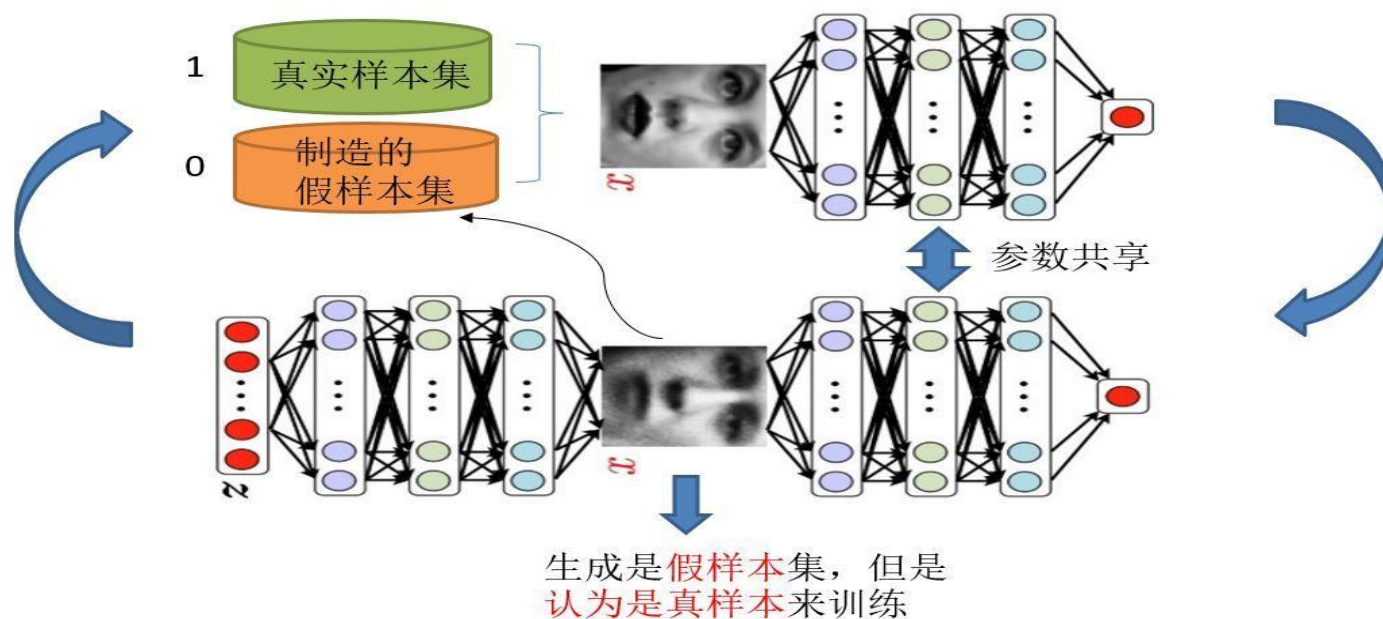 1
真实样本集
0
制造的
假样本集
x
参数共享
z
x
生成是假样本集，但是
认为是真样本来训练